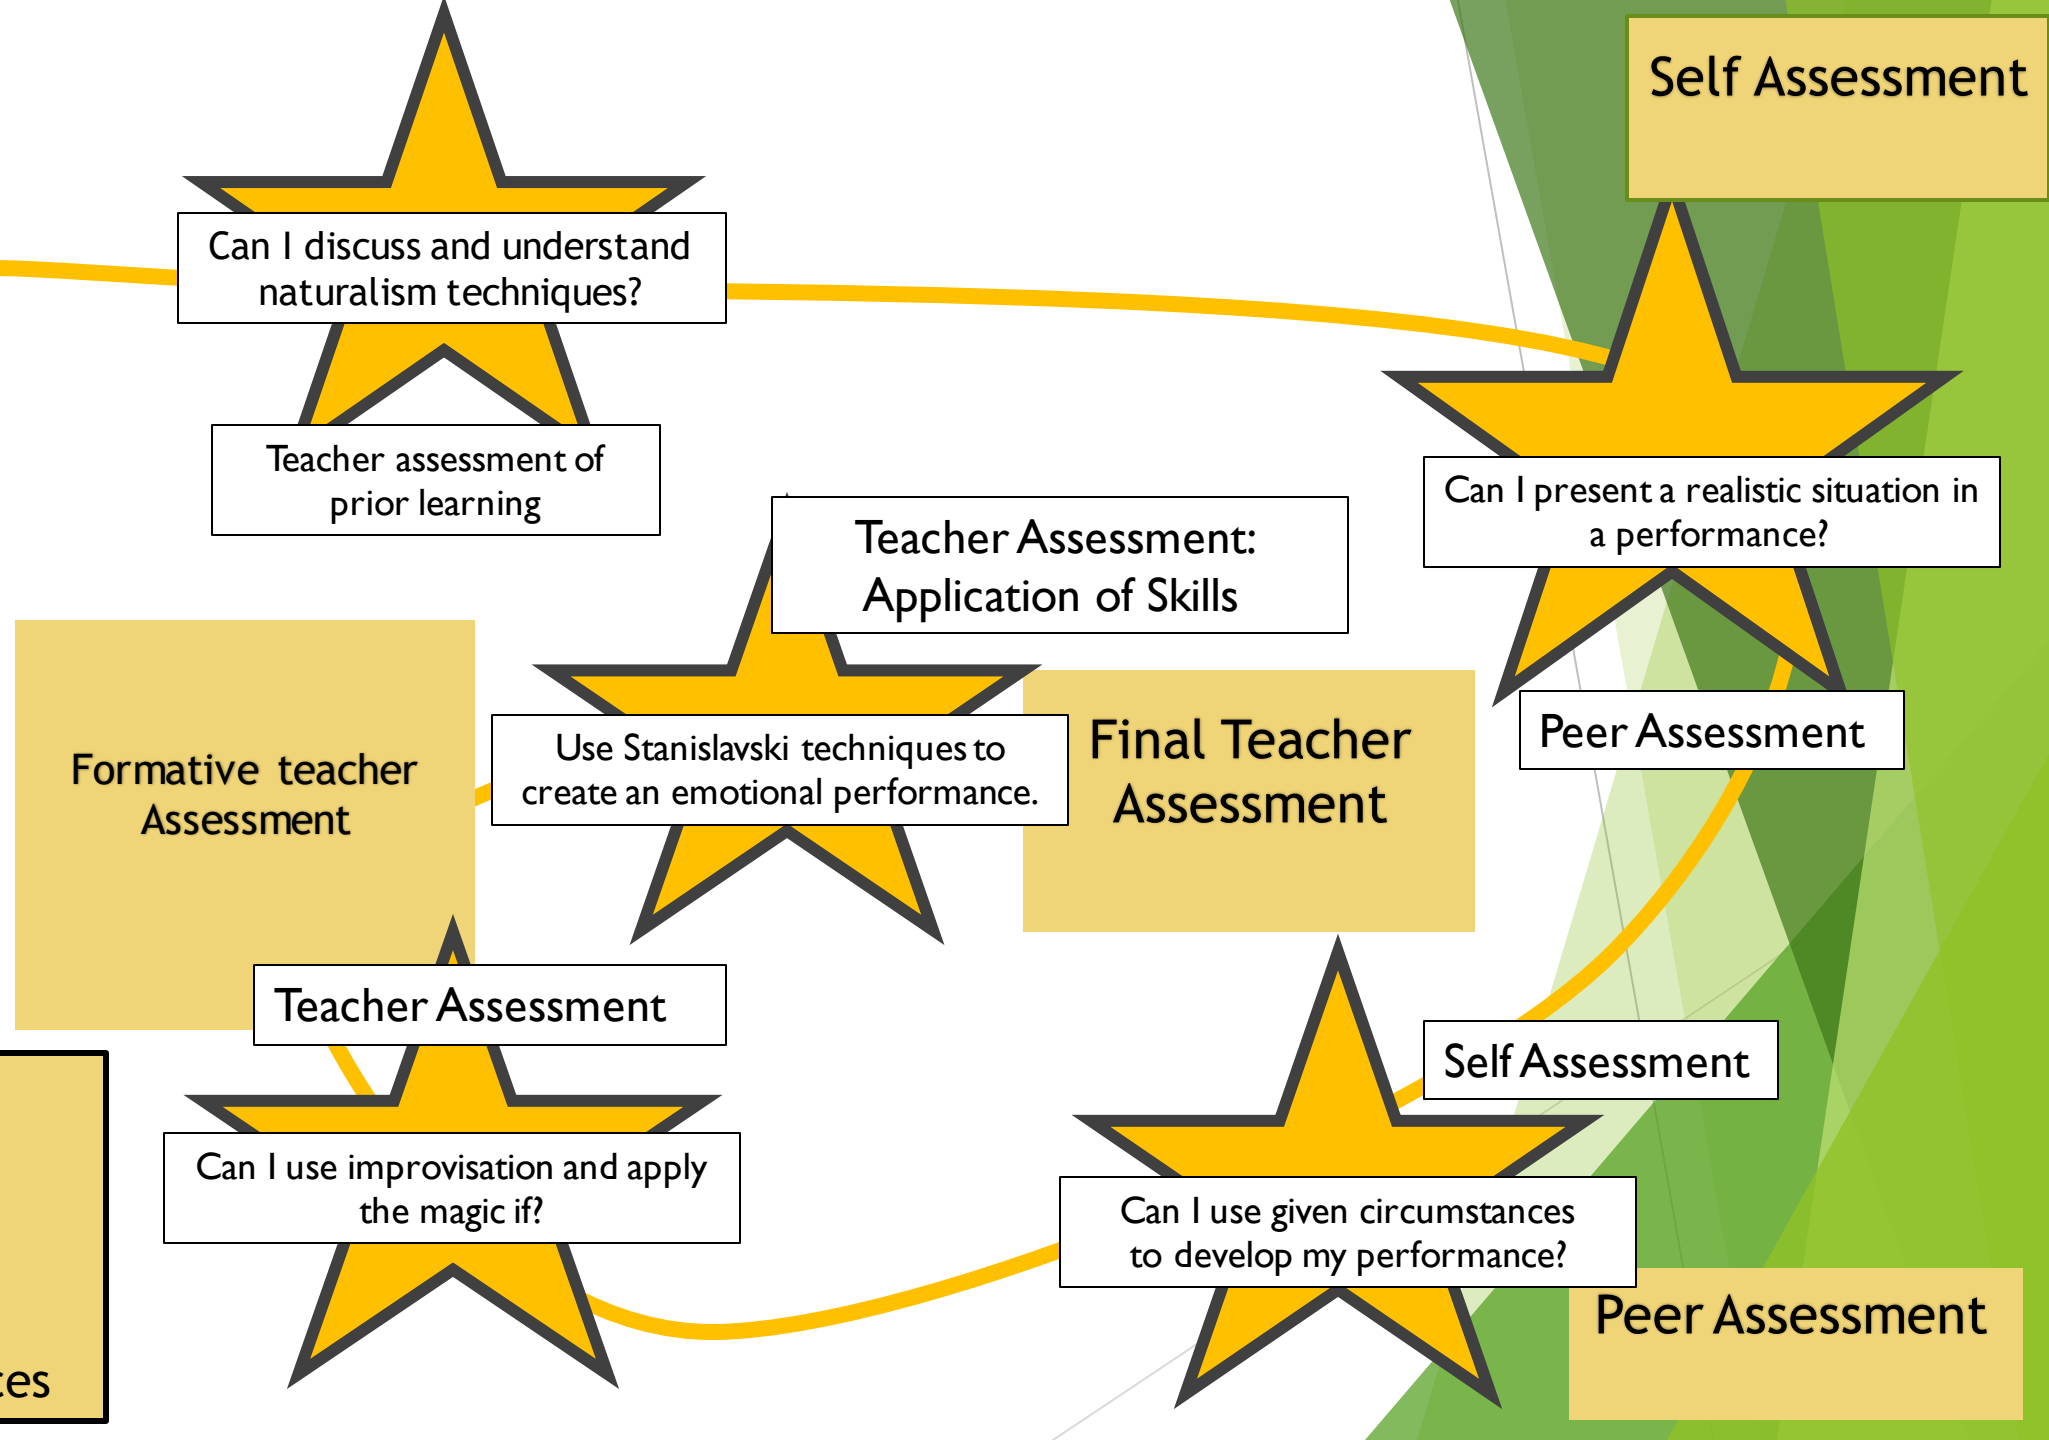 Self Assessment
Can I discuss and understand
naturalism techniques?
Teacher assessment of
prior learning
Can I present a realistic situation in
a performance?
Teacher Assessment:
Application of Skills
Peer Assessment
Formative teacher
Assessment
Use Stanislavski techniques to
create an emotional performance.
Final Teacher
Assessment
Teacher Assessment
Self Assessment
Can I use improvisation and apply
the magic if?
Can I use given circumstances
to develop my performance?
Peer Assessment